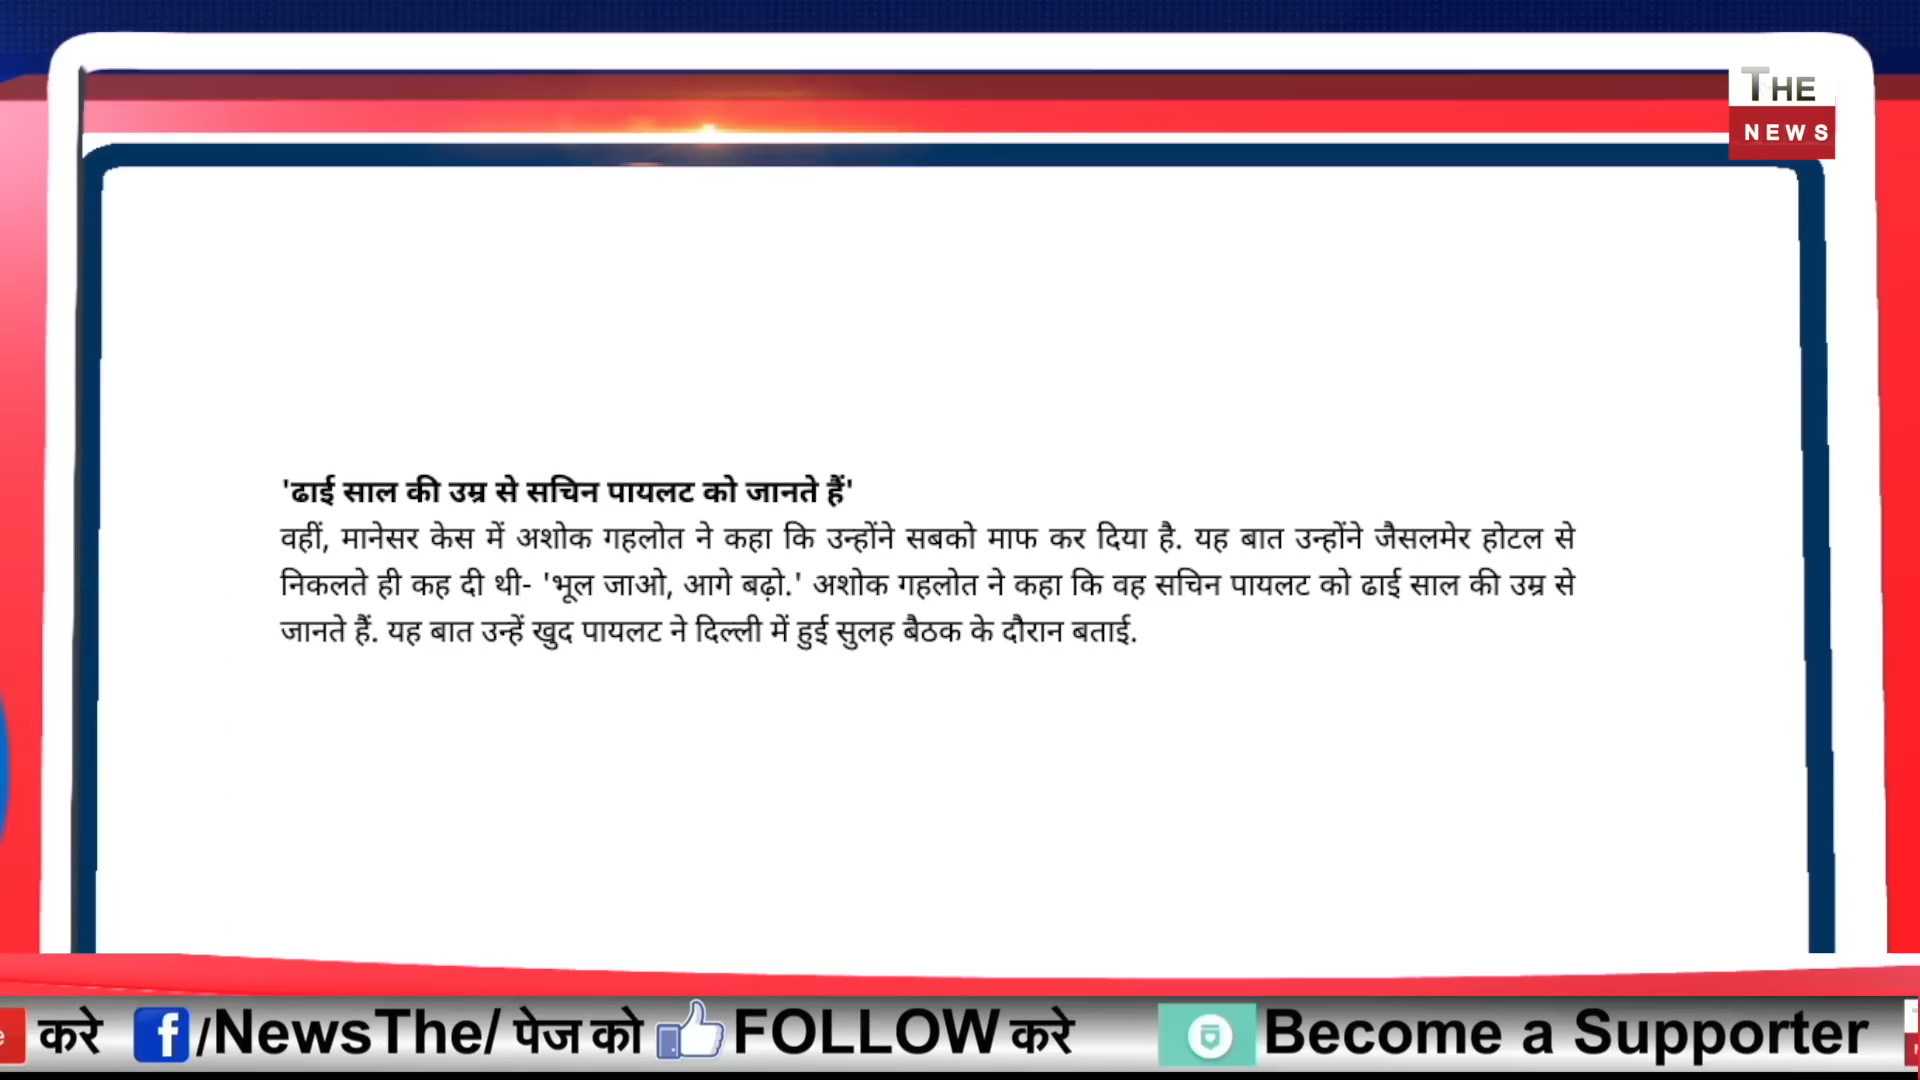 THE
NEWS
'ढाई साल की उम्र से सचिन पायलट को जानते हैं'
वहीं, मानेसर केस में अशोक गहलोत ने कहा कि उन्होंने सबको माफ कर दिया है. यह बात उन्होंने जैसलमेर होटल से
निकलते ही कह दी थी- 'भूल जाओ, आगे बढ़ो.' अशोक गहलोत ने कहा कि वह सचिन पायलट को ढाई साल की उम्र से
जानते हैं. यह बात उन्हें खुद पायलट ने दिल्ली में हुई सुलह बैठक के दौरान बताई.
करे f/NewsThe/ पेज को FOLLOW करे Become a Supporter